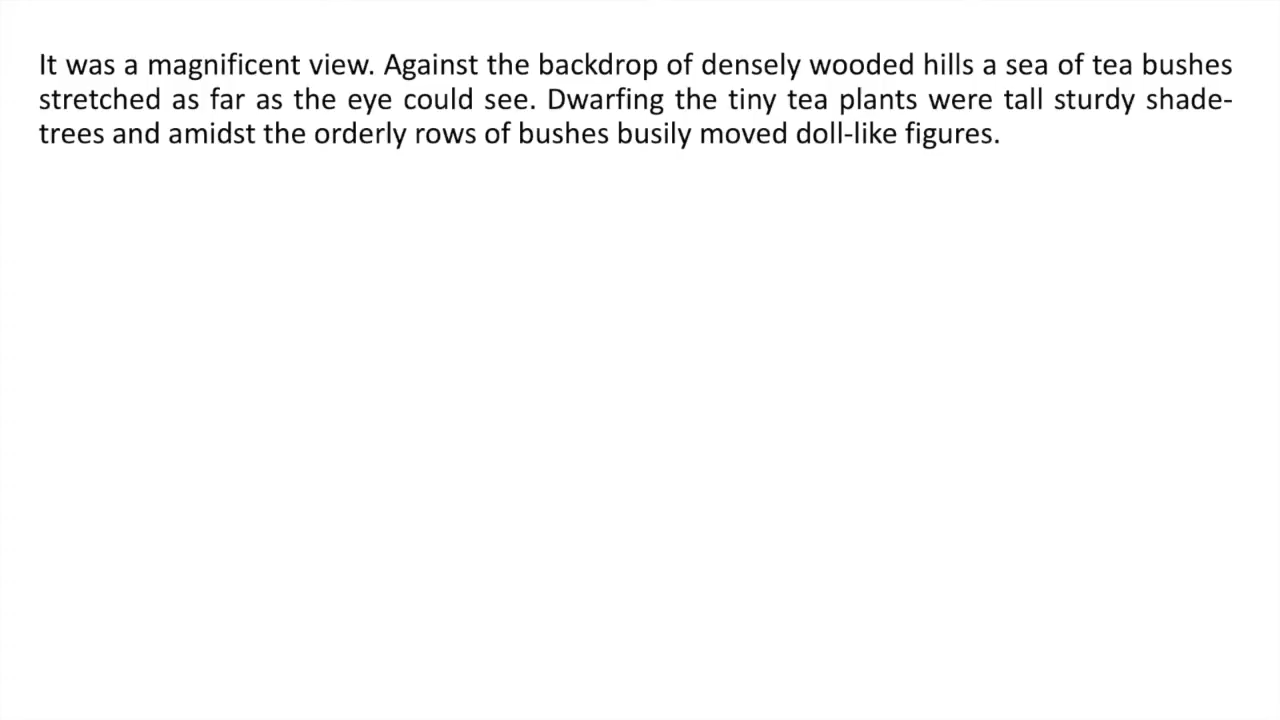 It was a magnificent view. Against the backdrop of densely wooded hills a sea of tea bushes
stretched as far as the eye could see. Dwarfing the tiny tea plants were tall sturdy shade-
trees and amidst the orderly rows of bushes busily moved doll-like figures.